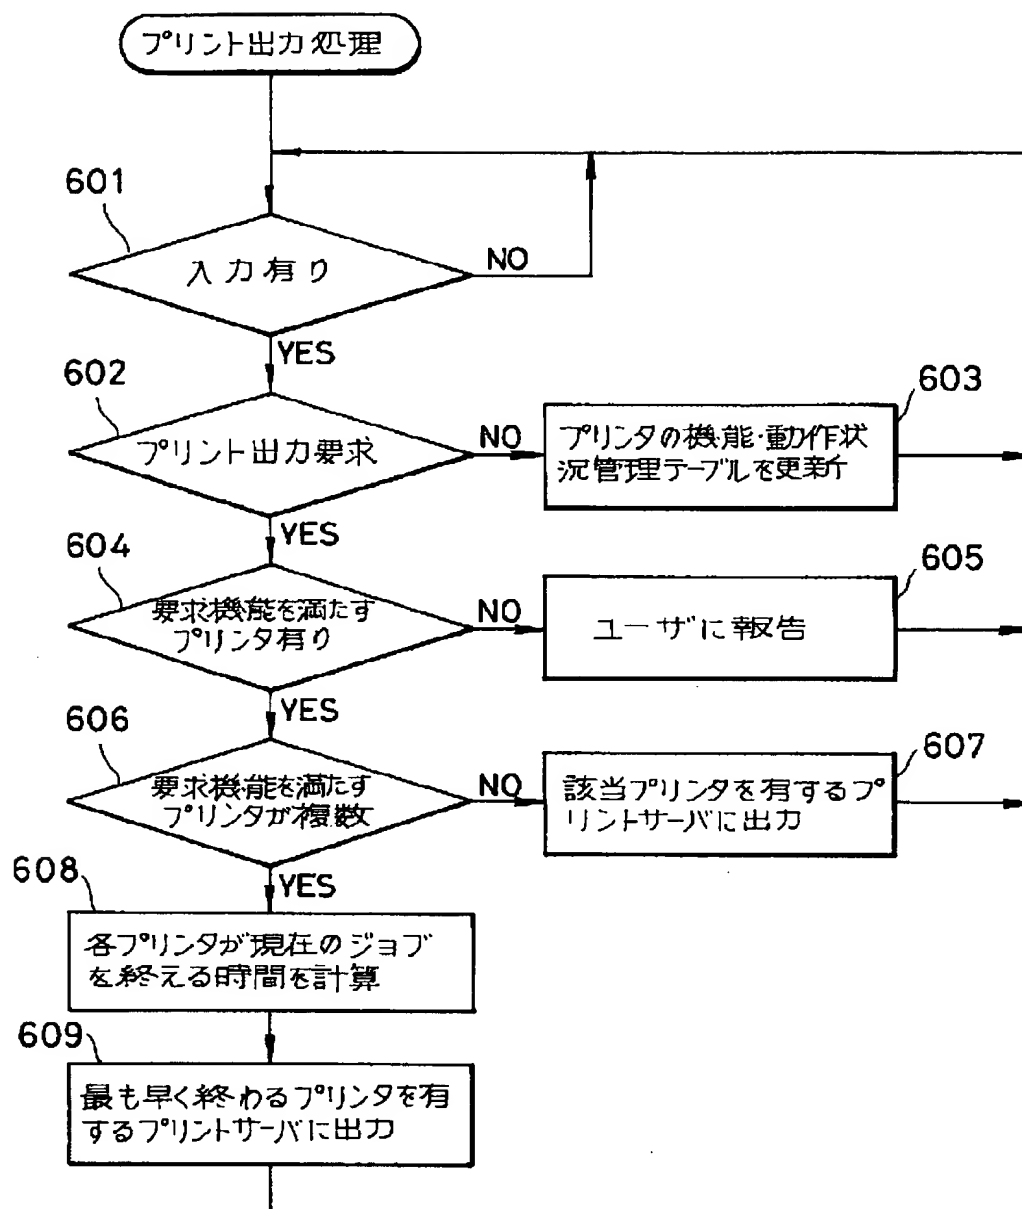 プリント出力処理
601
入力有り
NO
YES
602
プリント出力要求
NO
603
プリンタの機能・動作状
況管理テーブルを更新
YES
604
要求機能を満たす
プリンタ有り
NO
605
ユーザに報告
YES
606
要求機能を満たす
プリンタが複数
NO
607
該当プリンタを有するプ
リントサーバに出力
YES
608
各プリンタが現在のジョブ
を終える時間を計算
609
最も早く終わるプリンタを有
するプリントサーバに出力